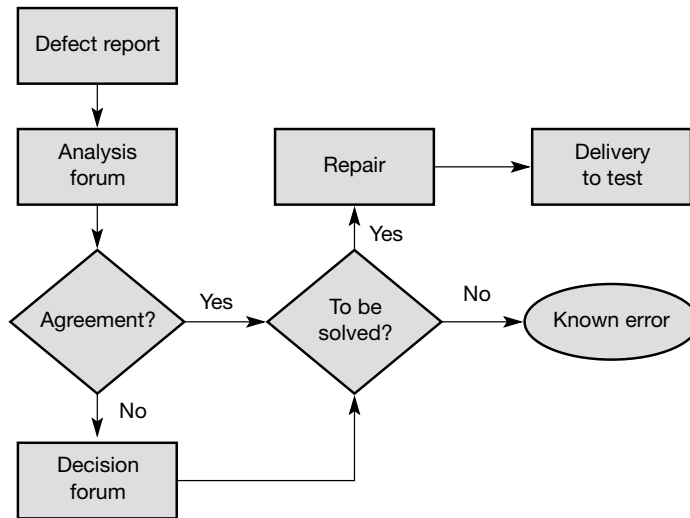 Defect report
Analysis
forum
Repair
Delivery
to test
Yes
Agreement?
Yes
To be
solved?
No
Known error
No
Decision
forum